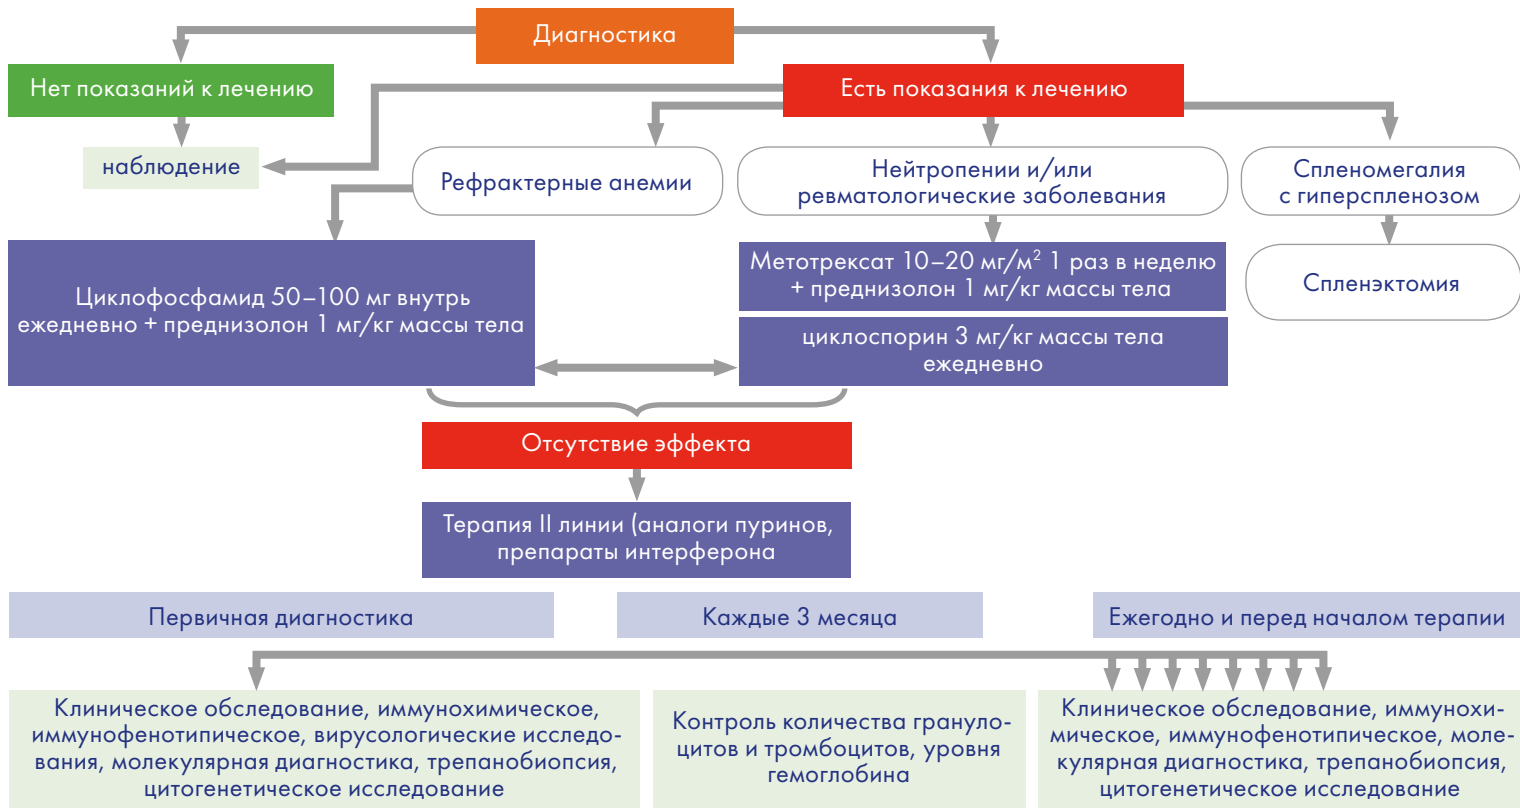 Диагностика
Нет показаний к лечению
Есть показания к лечению
наблюдение
Рефрактерные анемии
Нейтропении и/или
ревматологические заболевания
Спленомегалия
с гиперспленозом
Циклофосфамид 50–100 мг внутрь
ежедневно + преднизолон 1 мг/кг массы тела
Метотрексат 10–20 мг/м² 1 раз в неделю
+ преднизолон 1 мг/кг массы тела
циклоспорин 3 мг/кг массы тела
ежедневно
Спленэктомия
Отсутствие эффекта
Терапия II линии (аналоги пуринов,
препараты интерферона
Первичная диагностика
Каждые 3 месяца
Ежегодно и перед началом терапии
Клиническое обследование, иммунохимическое,
иммунофенотипическое, вирусологические исследо-
вания, молекулярная диагностика, трепанобиопсия,
цитогенетическое исследование
Контроль количества грануло-
цитов и тромбоцитов, уровня
гемоглобина
Клиническое обследование, иммунохи-
мическое, иммунофенотипическое, моле-
кулярная диагностика, трепанобиопсия,
цитогенетическое исследование